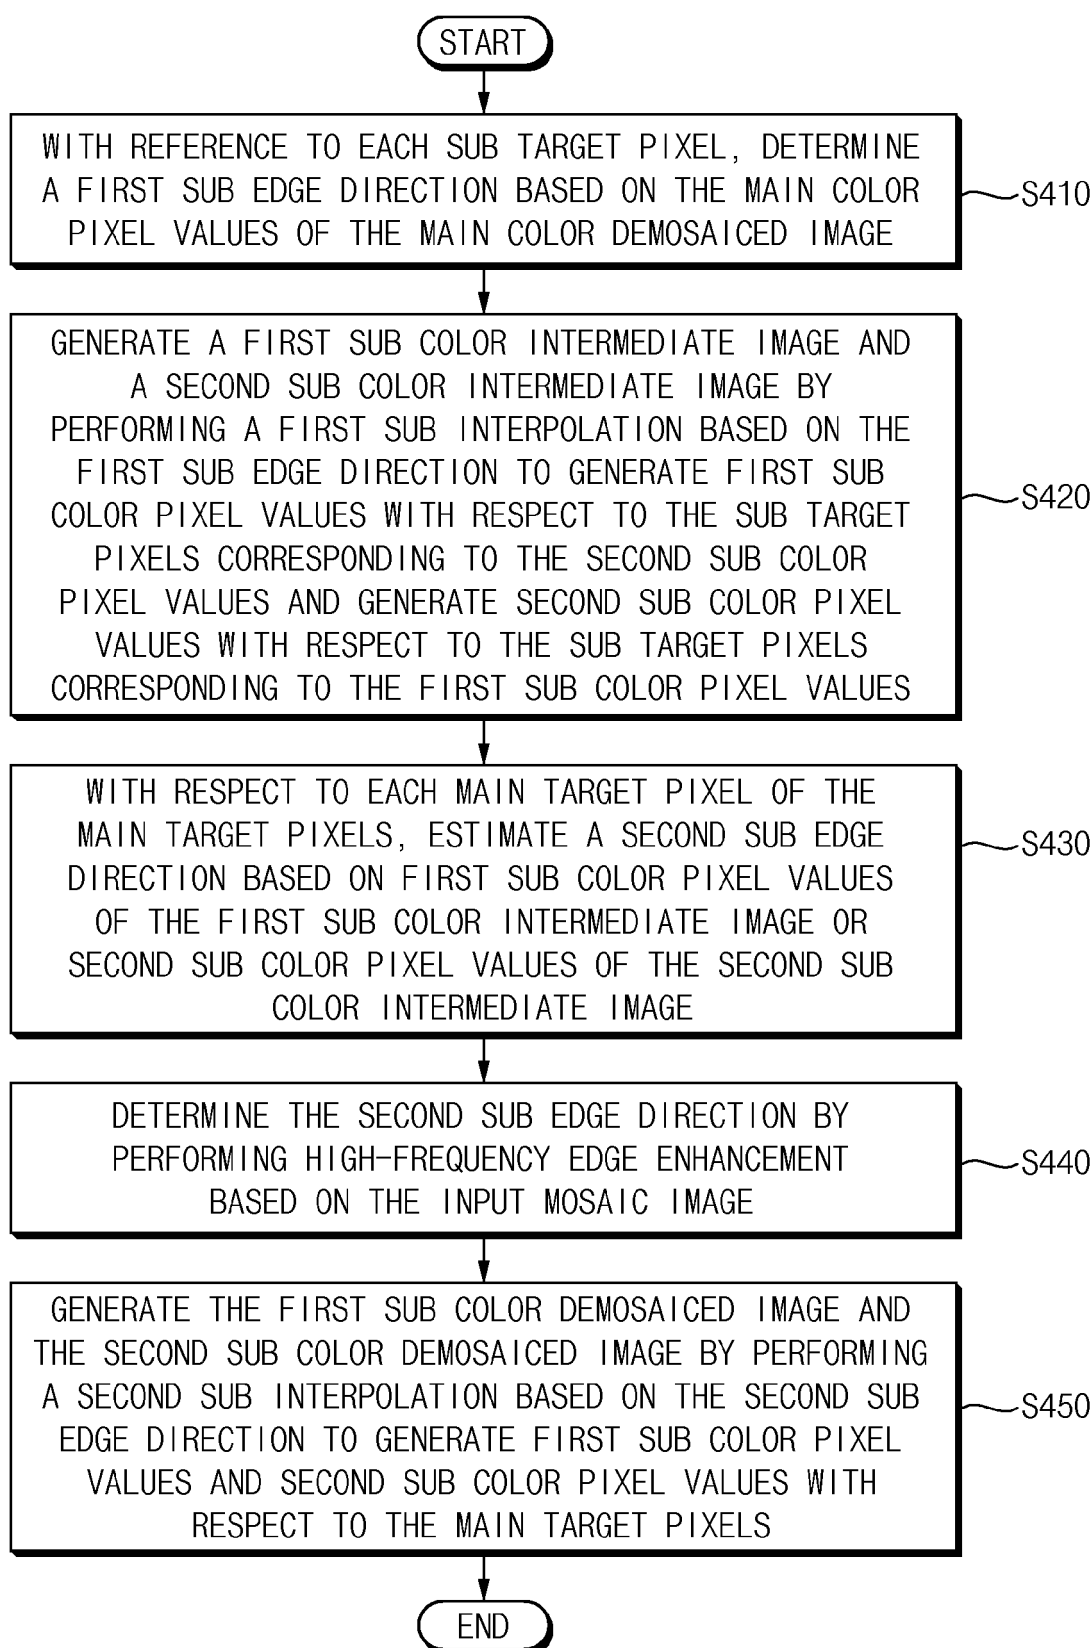 START
WITH REFERENCE TO EACH SUB TARGET PIXEL, DETERMINE
A FIRST SUB EDGE DIRECTION BASED ON THE MAIN COLOR
PIXEL VALUES OF THE MAIN COLOR DEMOSAICED IMAGE
S410
GENERATE A FIRST SUB COLOR INTERMEDIATE IMAGE AND
A SECOND SUB COLOR INTERMEDIATE IMAGE BY
PERFORMING A FIRST SUB INTERPOLATION BASED ON THE
FIRST SUB EDGE DIRECTION TO GENERATE FIRST SUB
COLOR PIXEL VALUES WITH RESPECT TO THE SUB TARGET
PIXELS CORRESPONDING TO THE SECOND SUB COLOR
PIXEL VALUES AND GENERATE SECOND SUB COLOR PIXEL
VALUES WITH RESPECT TO THE SUB TARGET PIXELS
CORRESPONDING TO THE FIRST SUB COLOR PIXEL VALUES
S420
WITH RESPECT TO EACH MAIN TARGET PIXEL OF THE
MAIN TARGET PIXELS, ESTIMATE A SECOND SUB EDGE
DIRECTION BASED ON FIRST SUB COLOR PIXEL VALUES
OF THE FIRST SUB COLOR INTERMEDIATE IMAGE OR
SECOND SUB COLOR PIXEL VALUES OF THE SECOND SUB
COLOR INTERMEDIATE IMAGE
S430
DETERMINE THE SECOND SUB EDGE DIRECTION BY
PERFORMING HIGH-FREQUENCY EDGE ENHANCEMENT
BASED ON THE INPUT MOSAIC IMAGE
S440
GENERATE THE FIRST SUB COLOR DEMOSAICED IMAGE AND
THE SECOND SUB COLOR DEMOSAICED IMAGE BY PERFORMING
A SECOND SUB INTERPOLATION BASED ON THE SECOND SUB
EDGE DIRECTION TO GENERATE FIRST SUB COLOR PIXEL
VALUES AND SECOND SUB COLOR PIXEL VALUES WITH
RESPECT TO THE MAIN TARGET PIXELS
S450
END